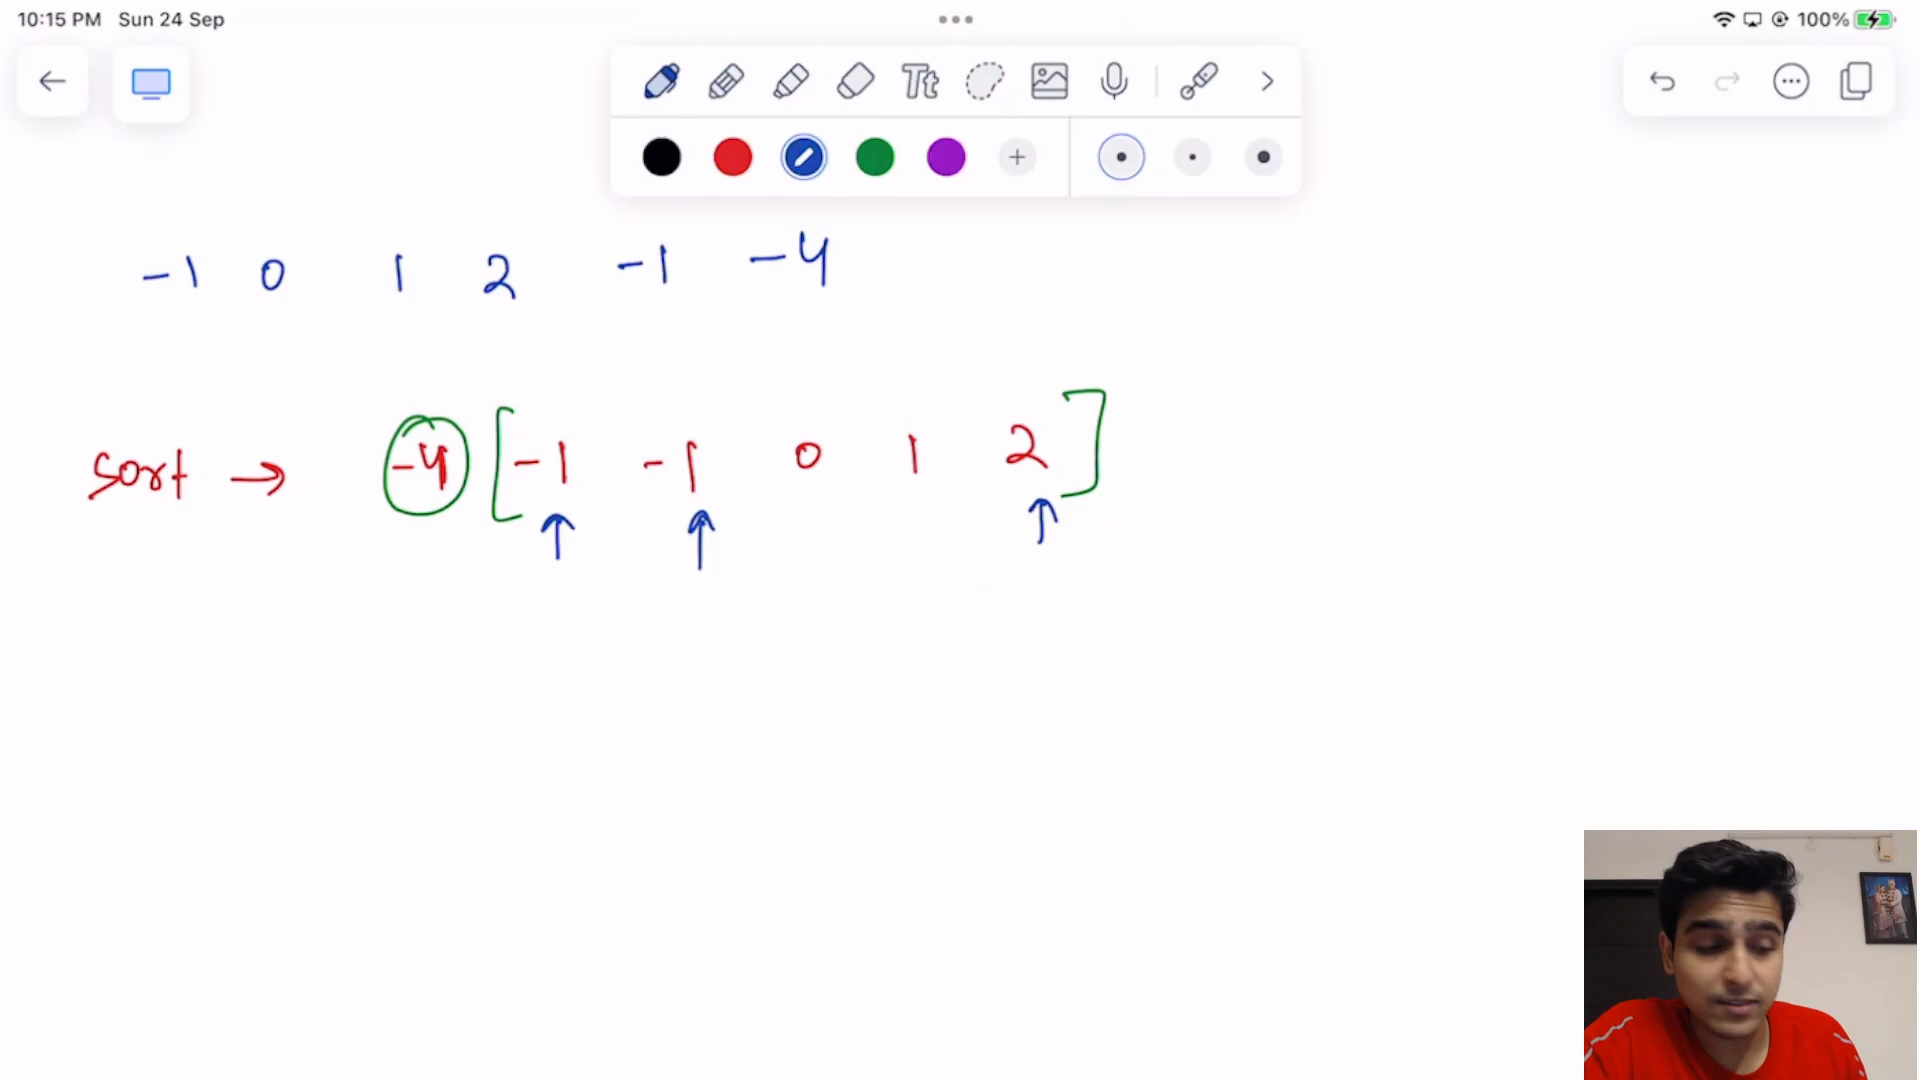 10:15 PM Sun 24 Sep
100%
Tt
-1 0 1 2 -1 -4
sort → -4 [ -1 -1 0 1 2 ]